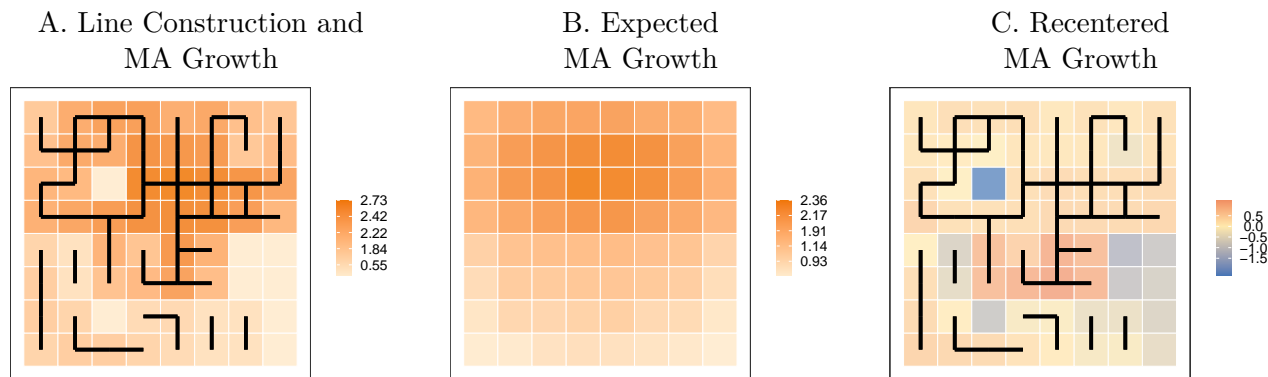 A. Line Construction and
MA Growth
B. Expected
MA Growth
C. Recentered
MA Growth
2.73
2.42
2.22
1.84
0.55
2.36
2.17
1.91
1.14
0.93
0.5
0.0
−0.5
−1.0
−1.5